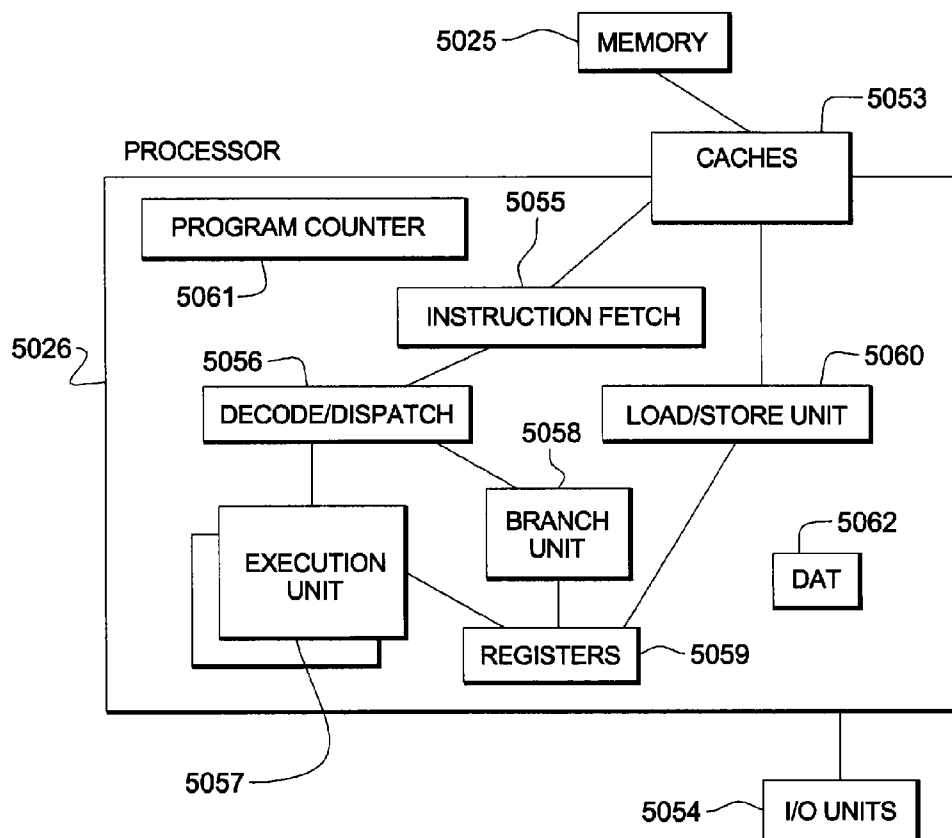 5025
MEMORY
5053
PROCESSOR
CACHES
5055
PROGRAM COUNTER
5061
INSTRUCTION FETCH
5026
5056
5060
DECODE/DISPATCH
LOAD/STORE UNIT
5058
BRANCH
UNIT
5062
EXECUTION
UNIT
DAT
REGISTERS
5059
5057
5054
I/O UNITS